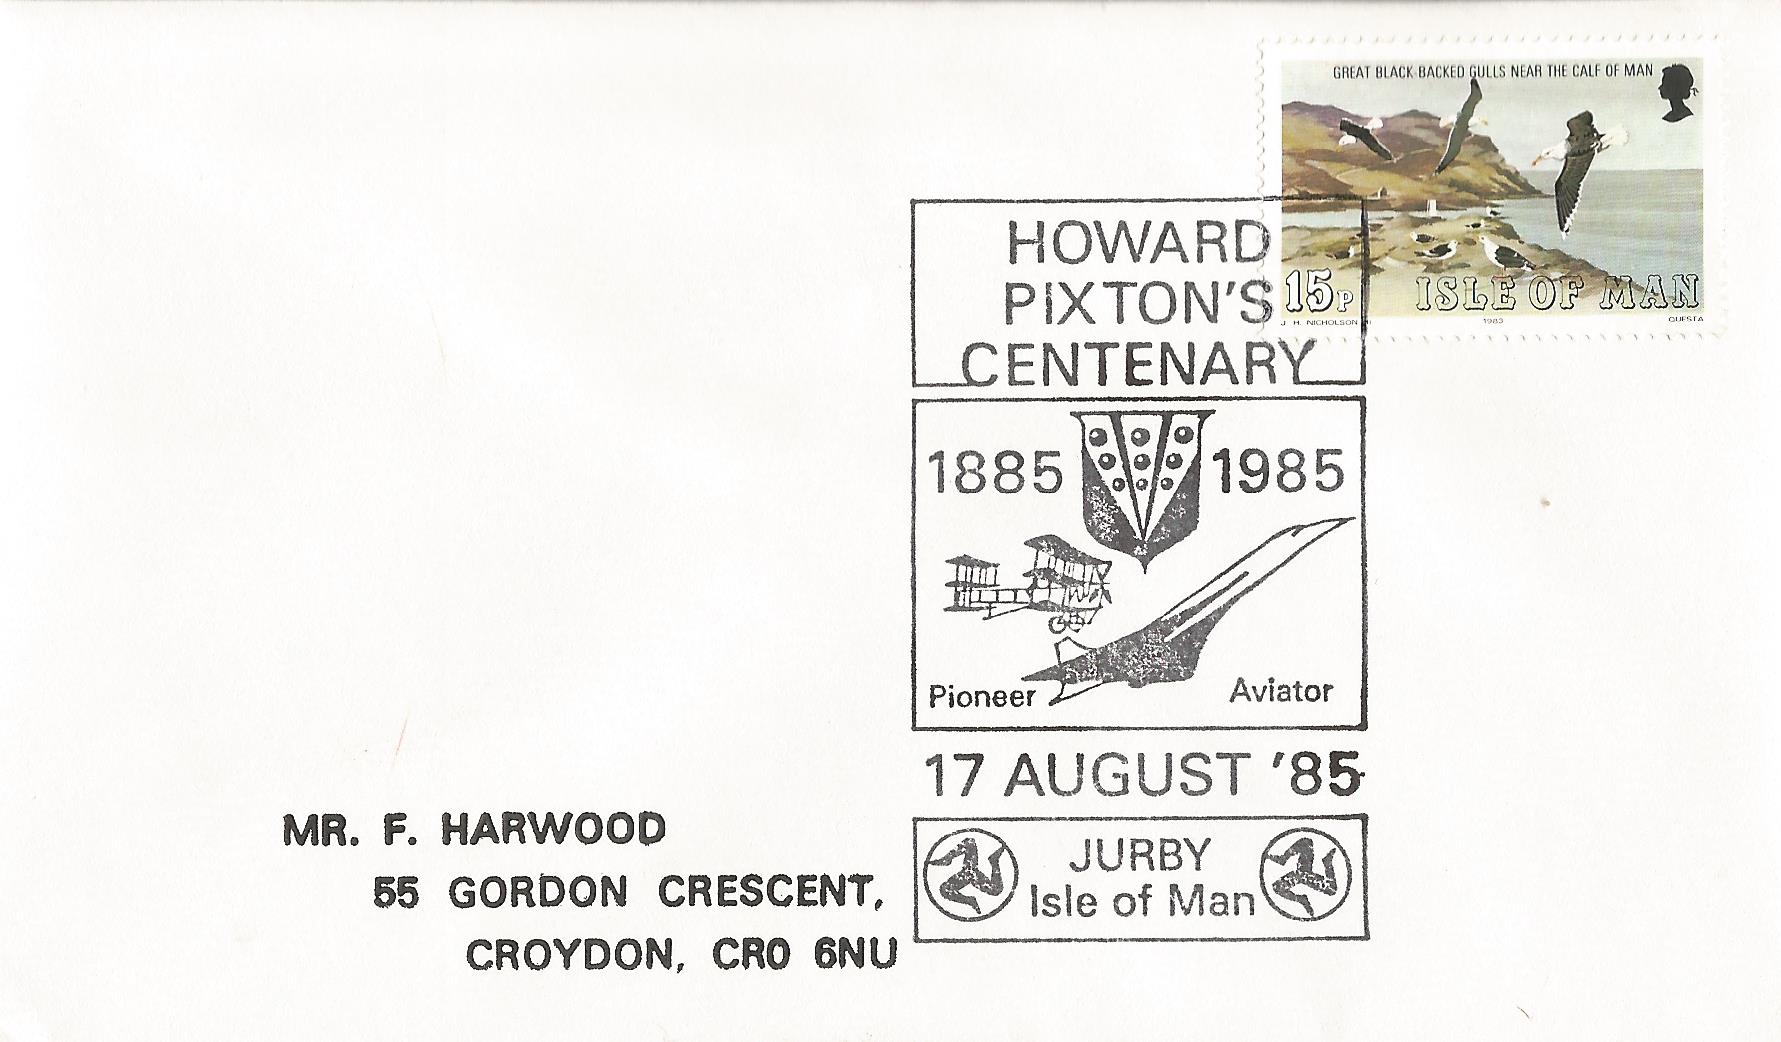 GREAT BLACK-BACKED GULLS NEAR THE CALF OF MAN
15P ISLE OF MAN
J. H. NICHOLSON 1983 QUESTA
HOWARD
PIXTON'S
CENTENARY
1885 1985
Pioneer Aviator
17 AUGUST '85
JURBY
Isle of Man
MR. F. HARWOOD
55 GORDON CRESCENT,
CROYDON, CR0 6NU